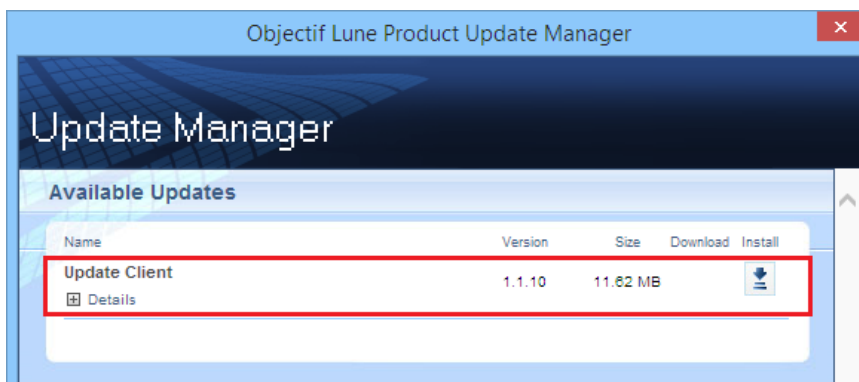 Objectif Lune Product Update Manager
Update Manager
Available Updates
Name Version Size Download Install
Update Client 1.1.10 11.62 MB
Details